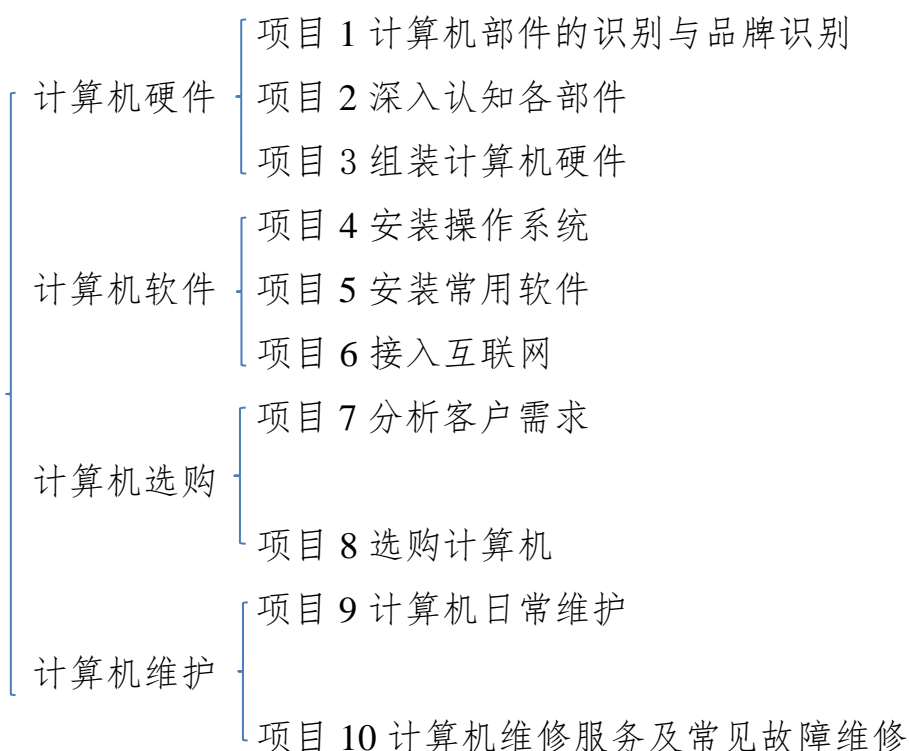 项目 1 计算机部件的识别与品牌识别
计算机硬件
项目 2 深入认知各部件
项目 3 组装计算机硬件
项目 4 安装操作系统
计算机软件
项目 5 安装常用软件
项目 6 接入互联网
项目 7 分析客户需求
计算机选购
项目 8 选购计算机
项目 9 计算机日常维护
计算机维护
项目 10 计算机维修服务及常见故障维修